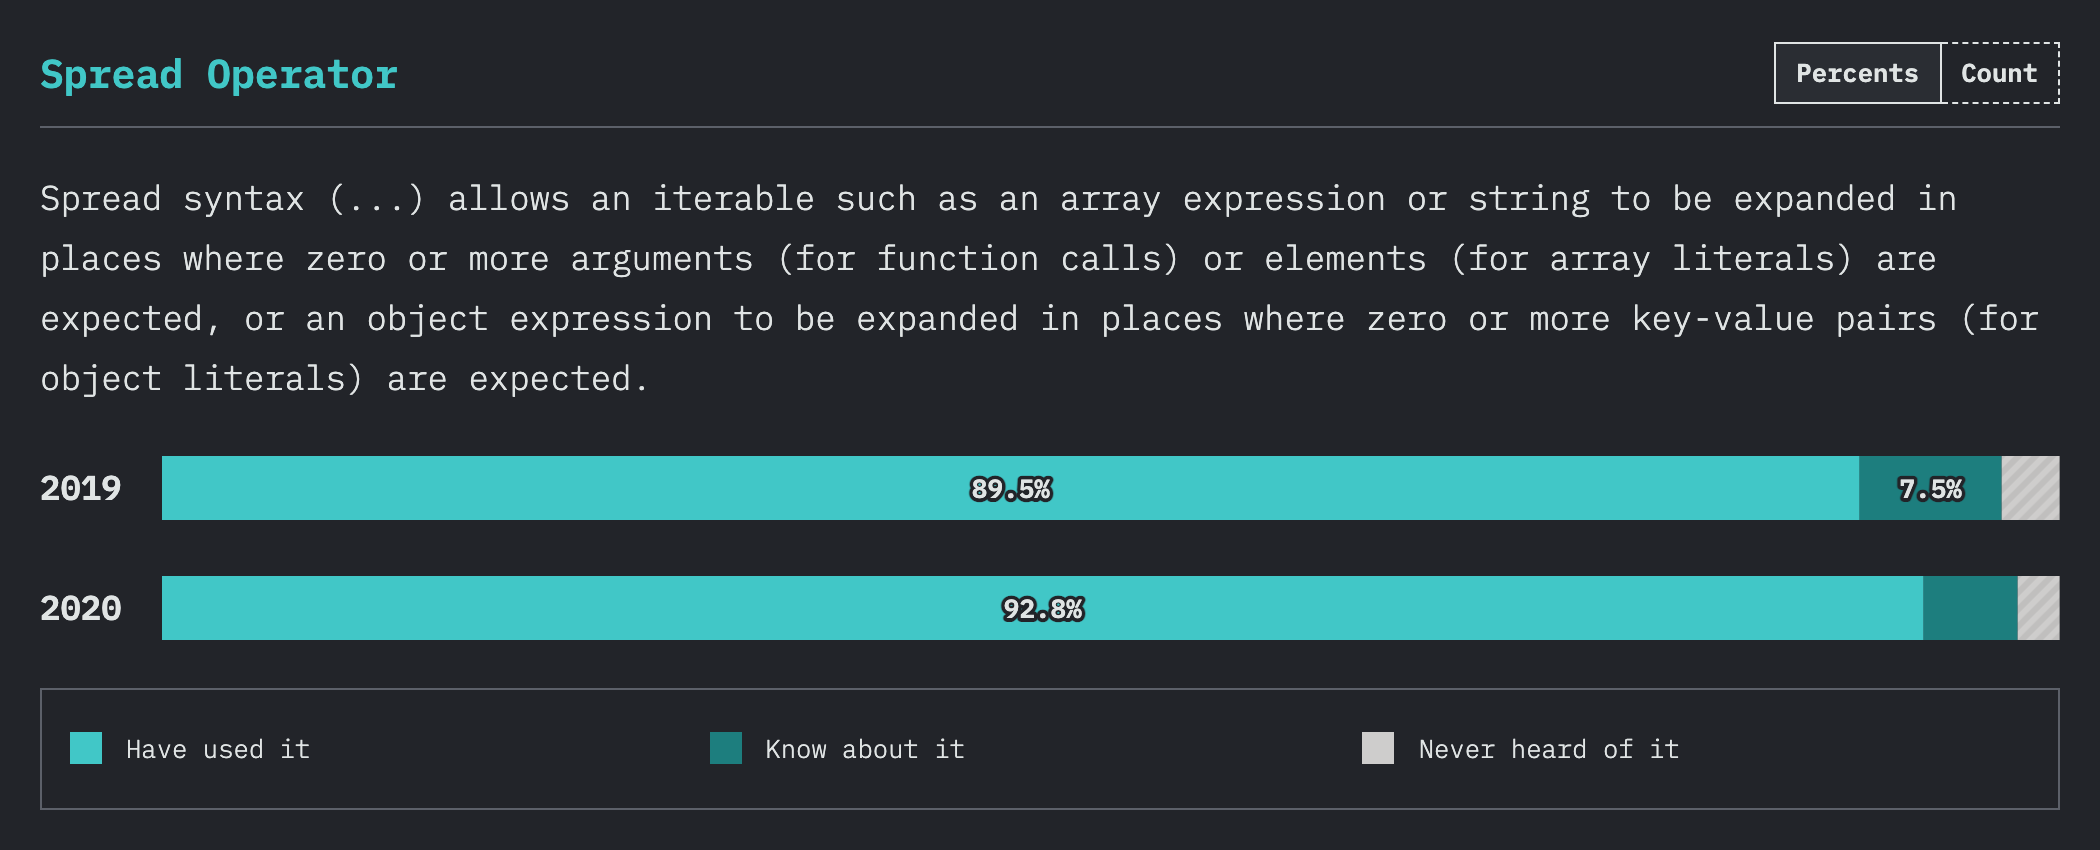 Spread Operator
Percents
Count
Spread syntax (...) allows an iterable such as an array expression or string to be expanded in
places where zero or more arguments (for function calls) or elements (for array literals) are
expected, or an object expression to be expanded in places where zero or more key-value pairs (for
object literals) are expected.
2019
89.5%
7.5%
2020
92.8%
Have used it
Know about it
Never heard of it